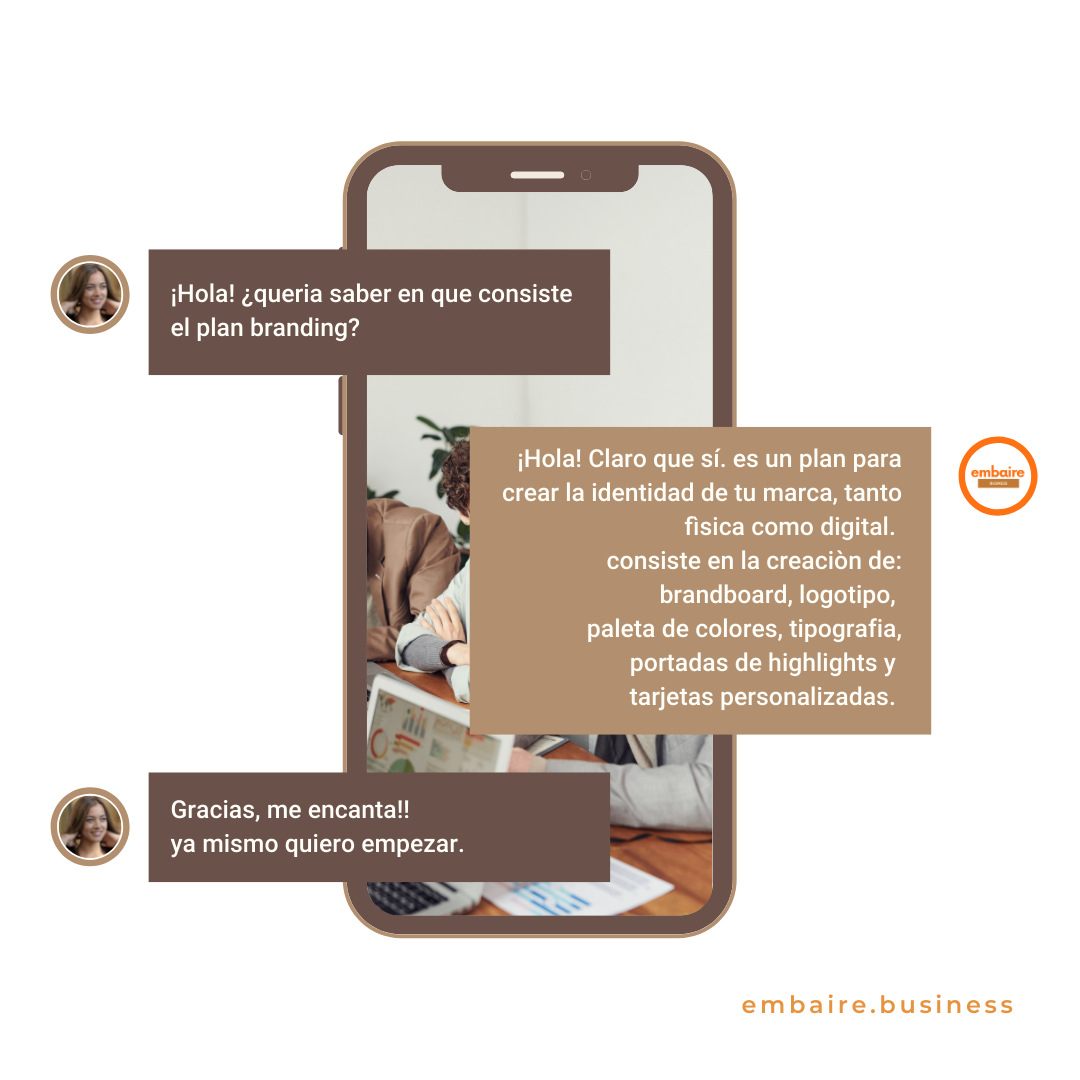 ¡Hola! ¿queria saber en que consiste
el plan branding?
¡Hola! Claro que sí. es un plan para
crear la identidad de tu marca, tanto
fìsica como digital.
consiste en la creaciòn de:
brandboard, logotipo,
paleta de colores, tipografia,
portadas de highlights y
tarjetas personalizadas.
embaire
BUSINESS
Gracias, me encanta!!
ya mismo quiero empezar.
embaire.business